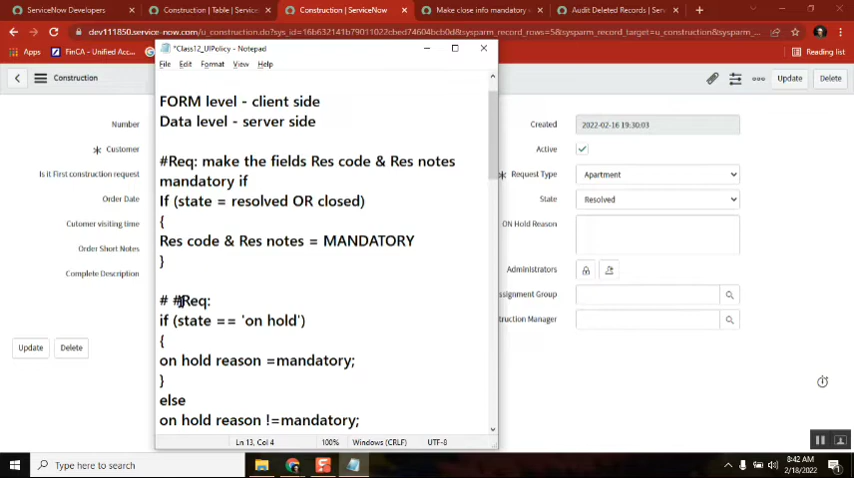 ServiceNow Developers
Construction | Table | Service
Construction | ServiceNow
Make close info mandatory
Audit Deleted Records | Serv
dev111850.service-now.com/u_construction.do?sys_id=16b632141b79011022cbed74604bcb0d&sysparm_record_rows=5&sysparm_record_target=u_construction&sysparm_
Apps
FinCA - Unified Acc
Reading list
Construction
Update
Delete
*Class12_UIPolicy - Notepad
File Edit Format View Help
FORM level - client side
Data level - server side
#Req: make the fields Res code & Res notes
mandatory if
If (state = resolved OR closed)
{
Res code & Res notes = MANDATORY
}
# #Req:
if (state == 'on hold')
{
on hold reason =mandatory;
}
else
on hold reason !=mandatory;
Ln 13, Col 4
100%
Windows (CRLF)
UTF-8
Number
Customer
Is it First construction request
Order Date
Cutomer visiting time
Order Short Notes
Complete Description
Update
Delete
Created
2022-02-16 19:30:03
Active
Request Type
Apartment
State
Resolved
ON Hold Reason
Administrators
ssignment Group
ruction Manager
Type here to search
8:42 AM
2/18/2022